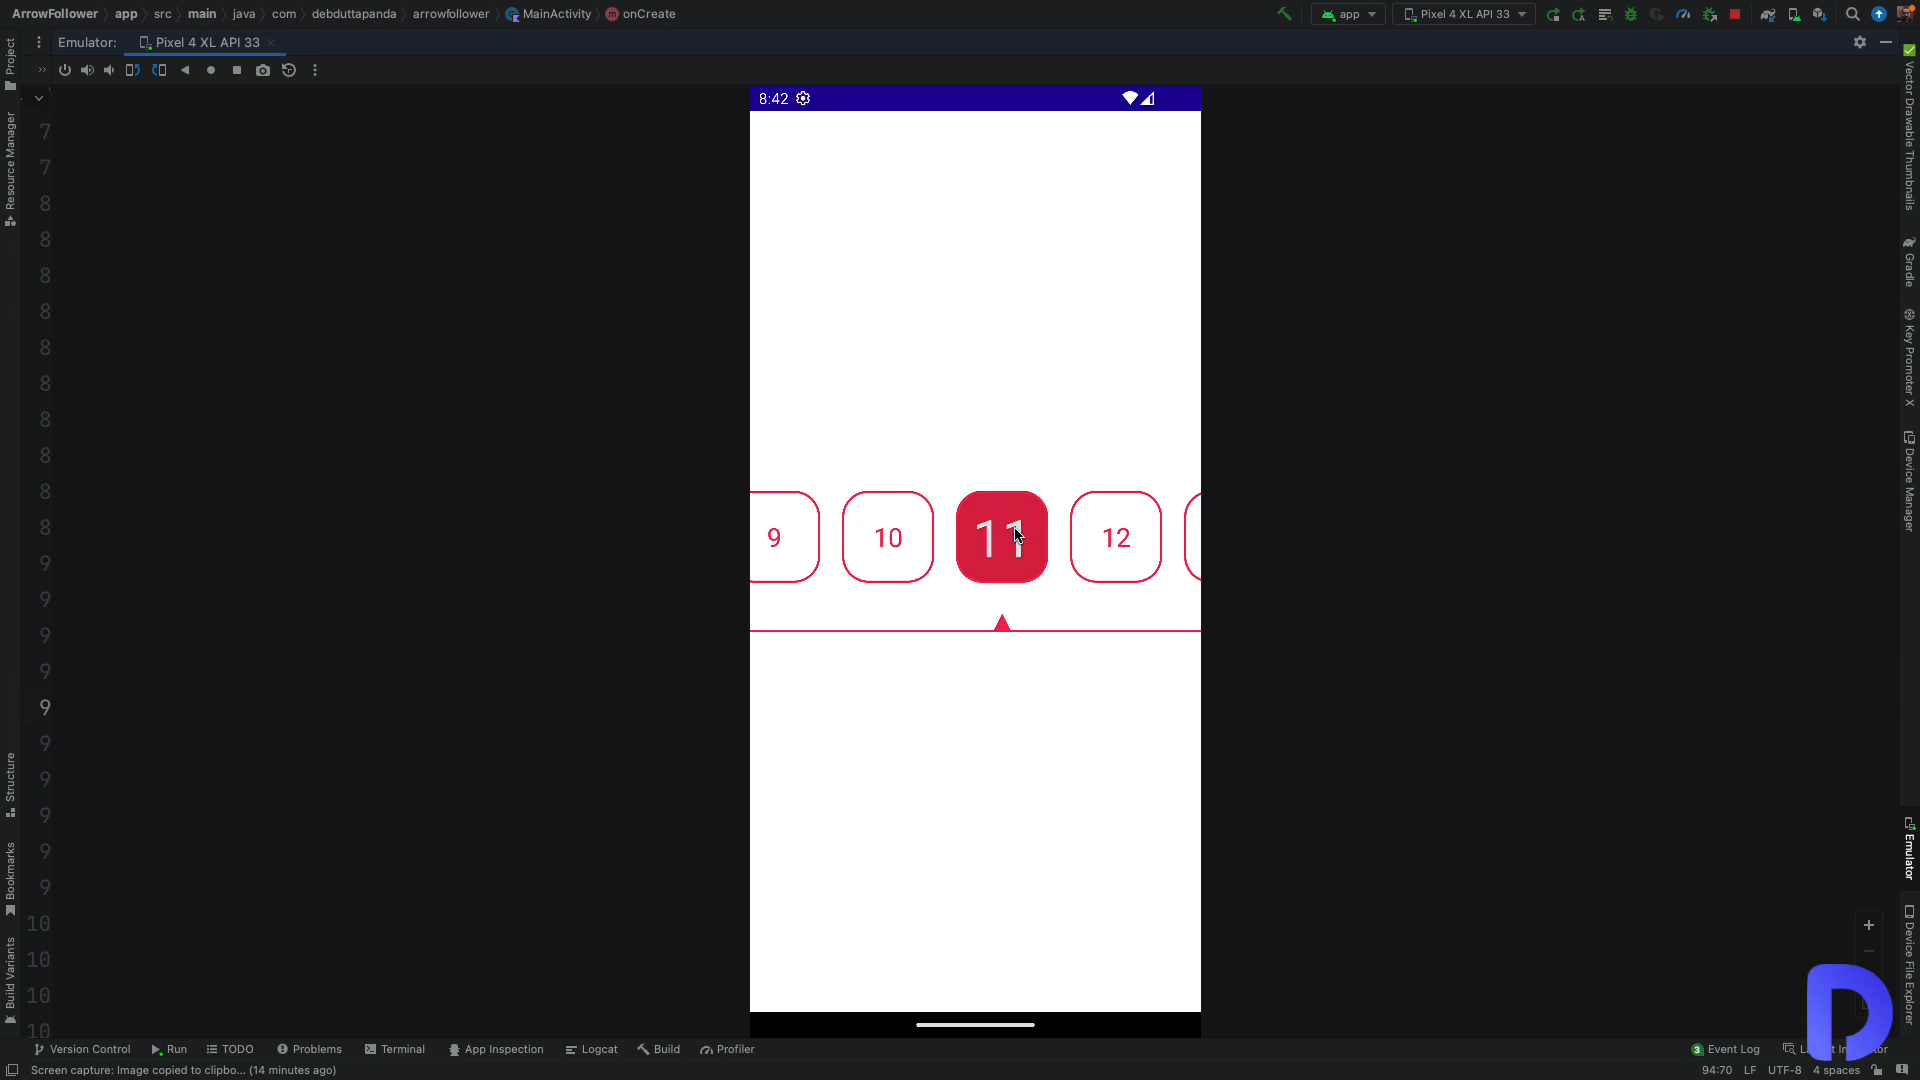 ArrowFollower app src main java com debduttapanda arrowfollower MainActivity onCreate app Pixel 4 XL API 33
Emulator: Pixel 4 XL API 33
8:42
7
7
8
8
8
8
8
8
8
8
8
8
9
9
9
9
9
9
9
9
9
9
10
10
10
10
9 10 11 12
Project
Resource Manager
Structure
Bookmarks
Build Variants
Vector Drawable Thumbnails
Gradle
Key Promoter X
Device Manager
Emulator
Device File Explorer
Version Control Run TODO Problems Terminal App Inspection Logcat Build Profiler 3 Event Log
Screen capture: Image copied to clipbo... (14 minutes ago) 94:70 LF UTF-8 4 spaces